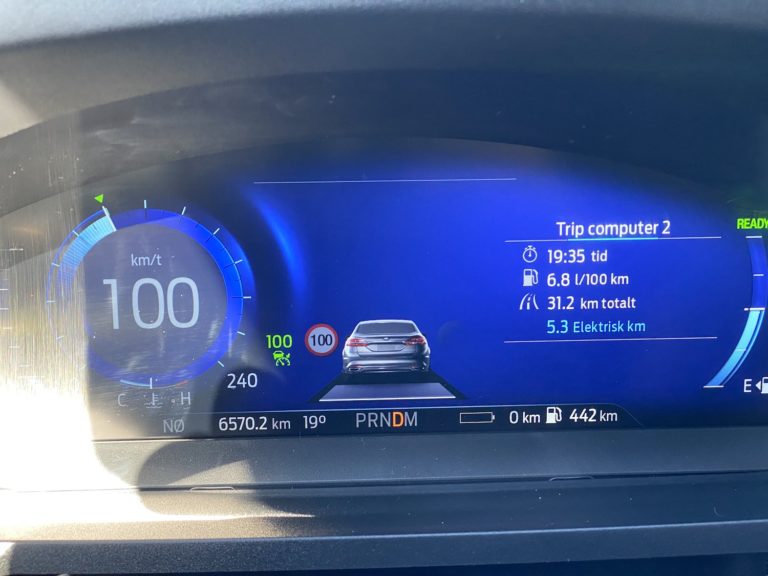 km/t
100
240
C H
100
100
Trip computer 2
19:35 tid
6.8 l/100 km
31.2 km totalt
5.3 Elektrisk km
READY
E
NØ 6570.2 km 19º PRNDM 0 km 442 km